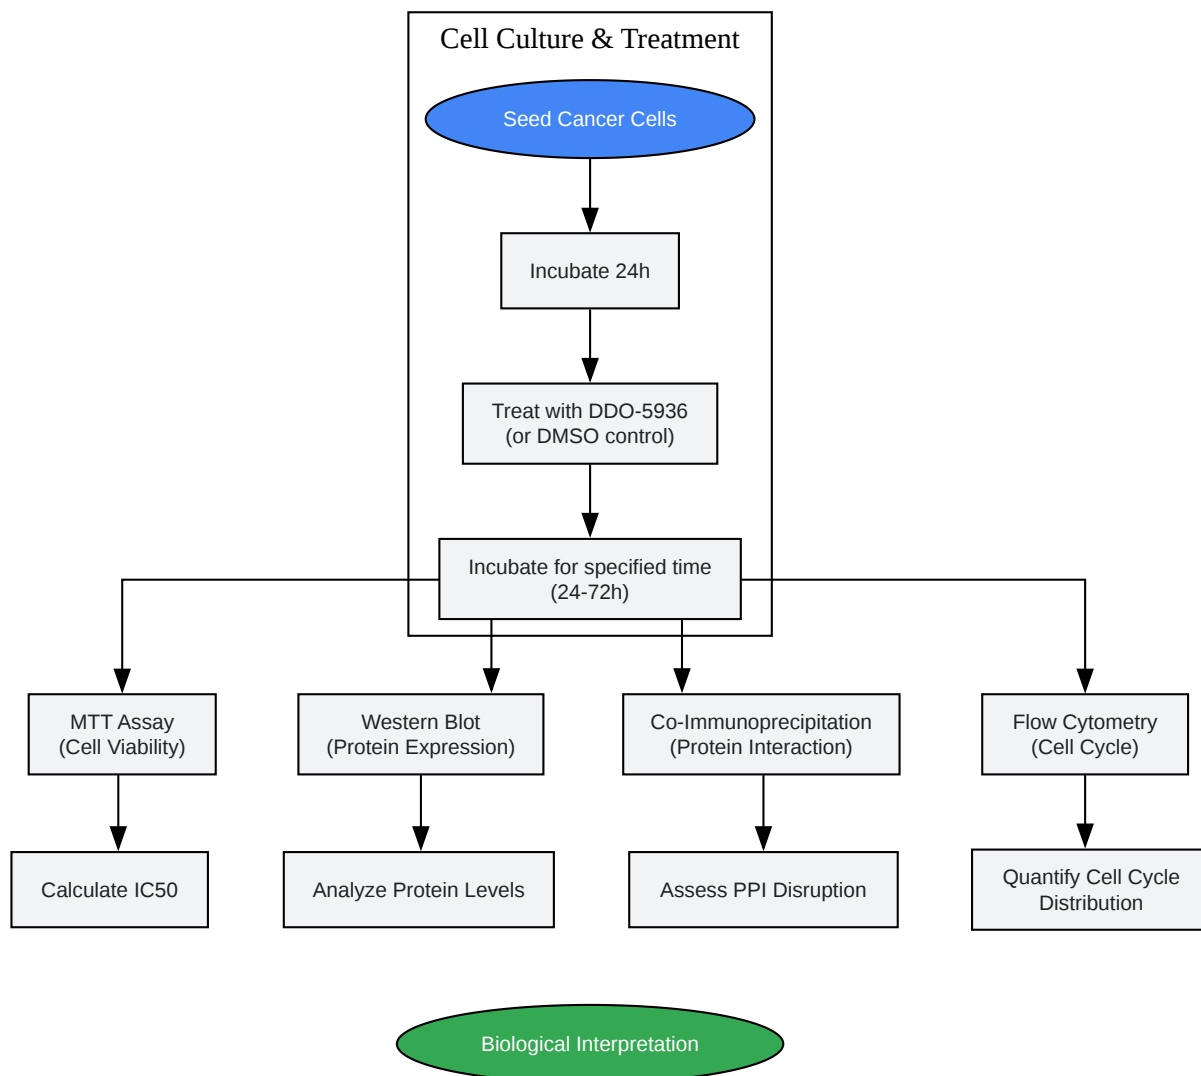 Cell Culture & Treatment
Seed Cancer Cells
Incubate 24h
Treat with DDO-5936
(or DMSO control)
Incubate for specified time
(24-72h)
MTT Assay
(Cell Viability)
Western Blot
(Protein Expression)
Co-Immunoprecipitation
(Protein Interaction)
Flow Cytometry
(Cell Cycle)
Calculate IC50
Analyze Protein Levels
Assess PPI Disruption
Quantify Cell Cycle
Distribution
Biological Interpretation